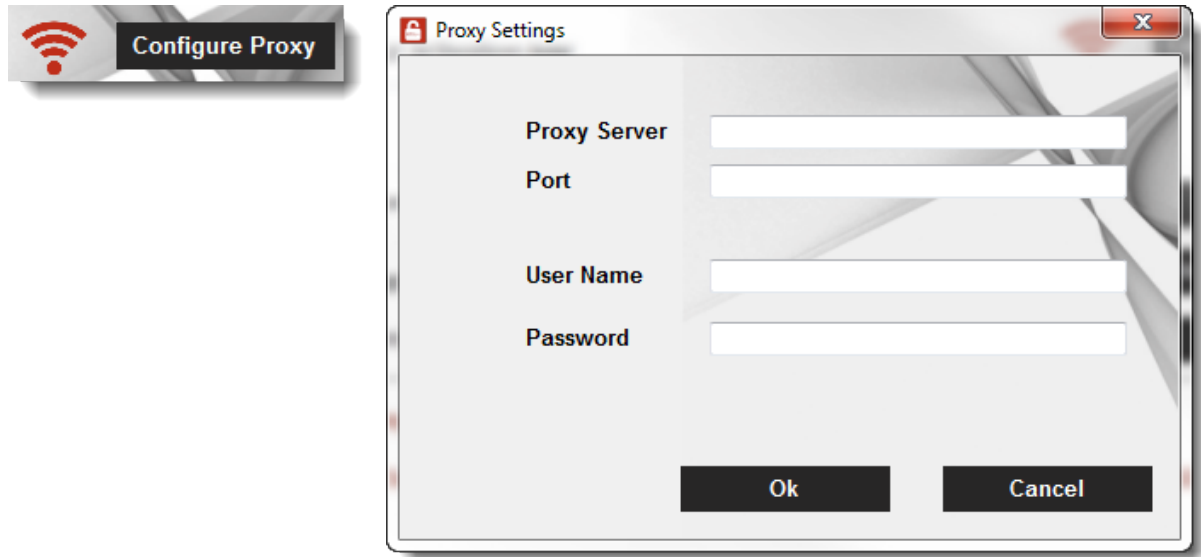 Configure Proxy
Proxy Settings
Proxy Server
Port
User Name
Password
Ok
Cancel